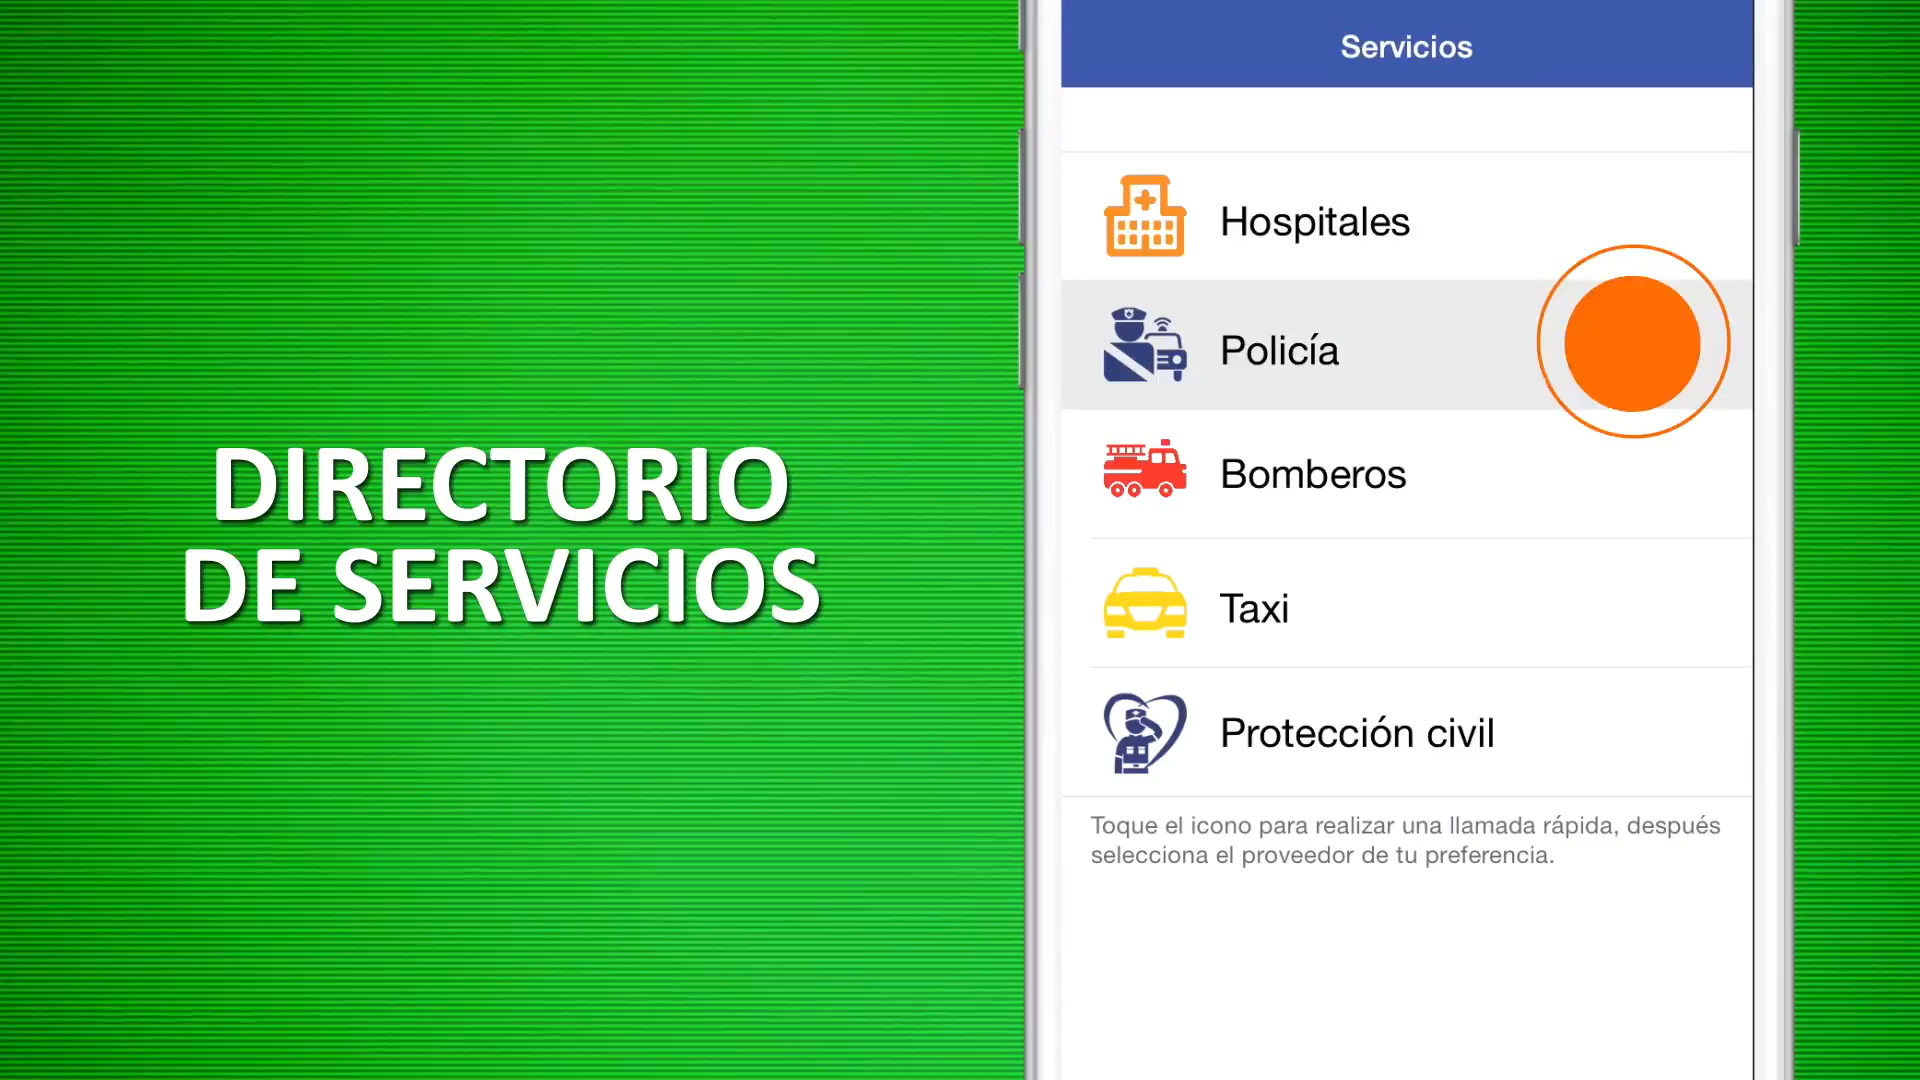 DIRECTORIO
DE SERVICIOS
Servicios
Hospitales
Policía
Bomberos
Taxi
Protección civil
Toque el icono para realizar una llamada rápida, después
selecciona el proveedor de tu preferencia.